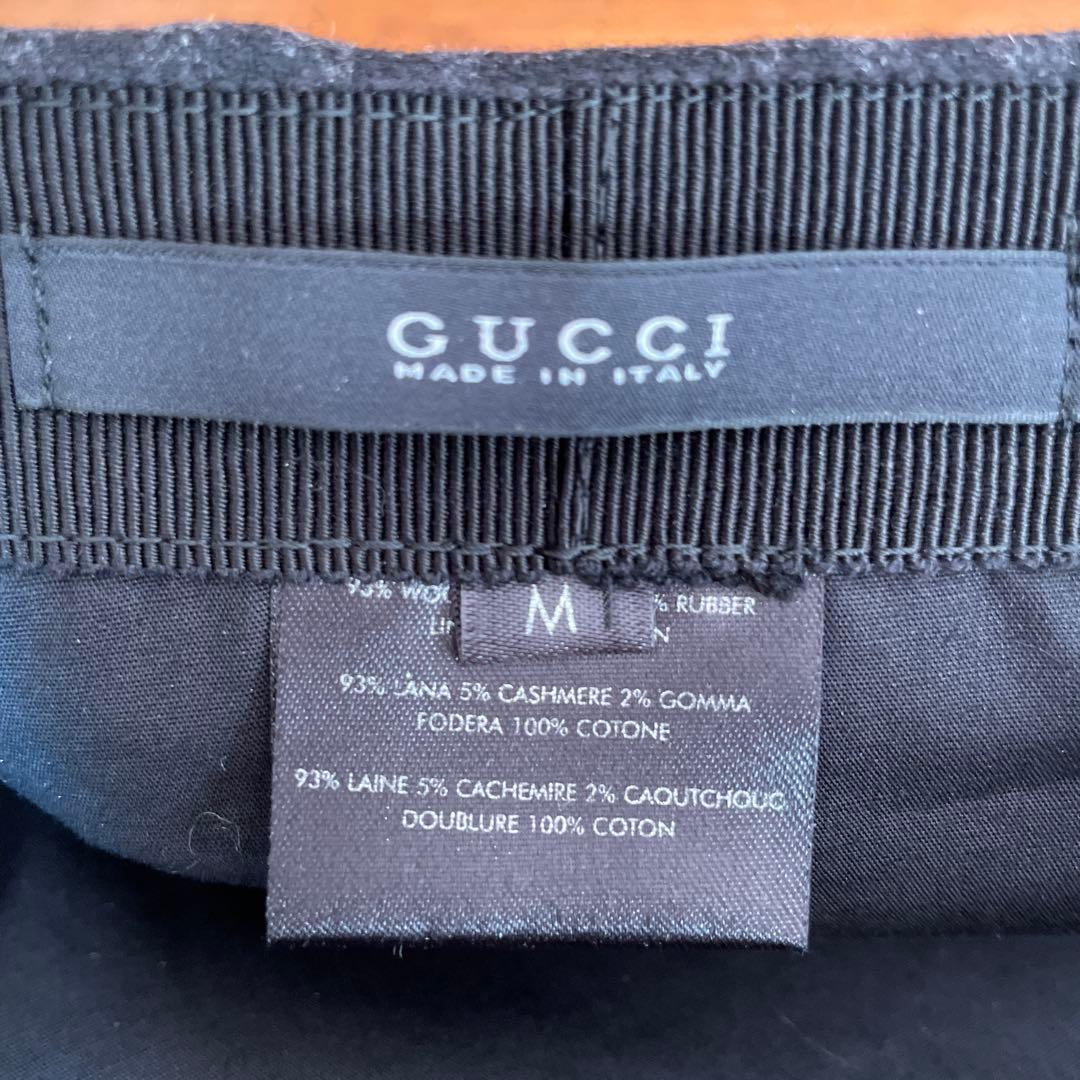 GUCCI
MADE IN ITALY
M
93% % RUBBER
93% LANA 5% CASHMERE 2% GOMMA
FODERA 100% COTONE
93% LAINE 5% CACHEMIRE 2% CAOUTCHOUC
DOUBLURE 100% COTON